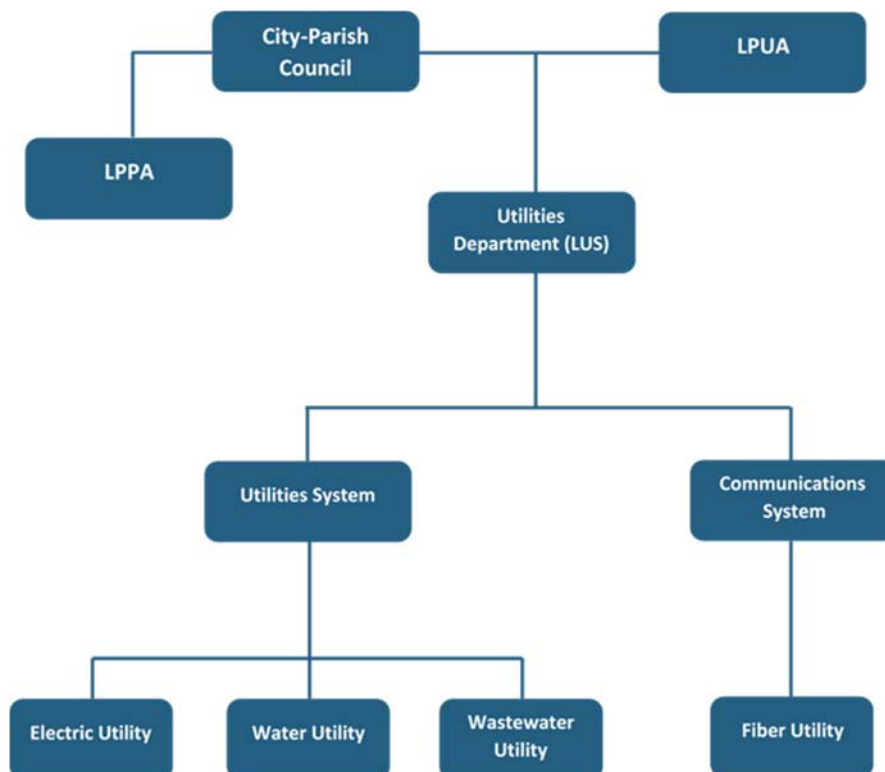 City-Parish
Council
LPUA
LPPA
Utilities
Department (LUS)
Utilities System
Communications
System
Electric Utility
Water Utility
Wastewater
Utility
Fiber Utility